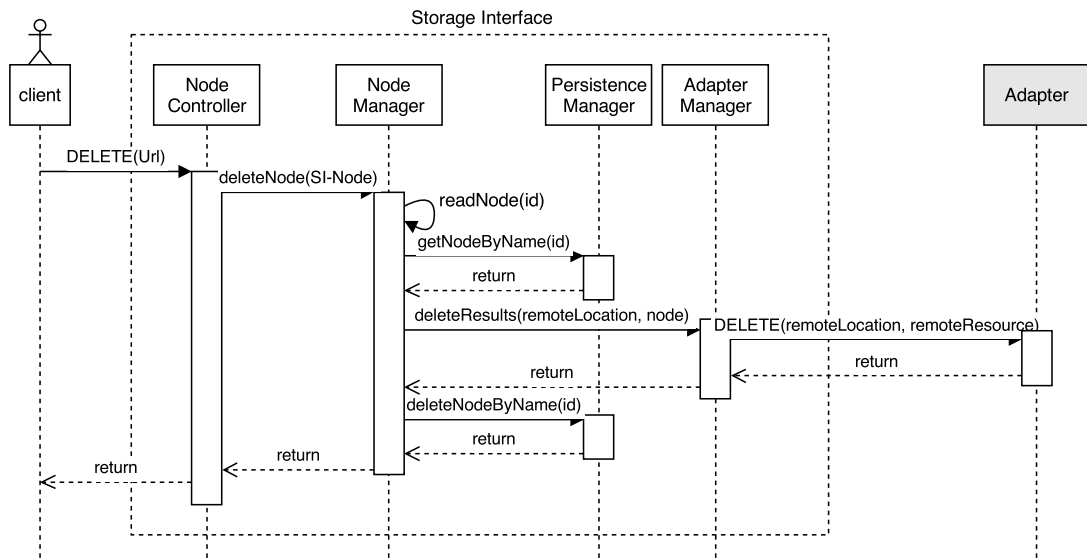 Storage Interface
client
Node
Controller
Node
Manager
Persistence
Manager
Adapter
Manager
Adapter
DELETE(Url)
deleteNode(SI-Node)
readNode(id)
getNodeByName(id)
return
deleteResults(remoteLocation, node)
DELETE(remoteLocation, remoteResource)
return
return
deleteNodeByName(id)
return
return
return